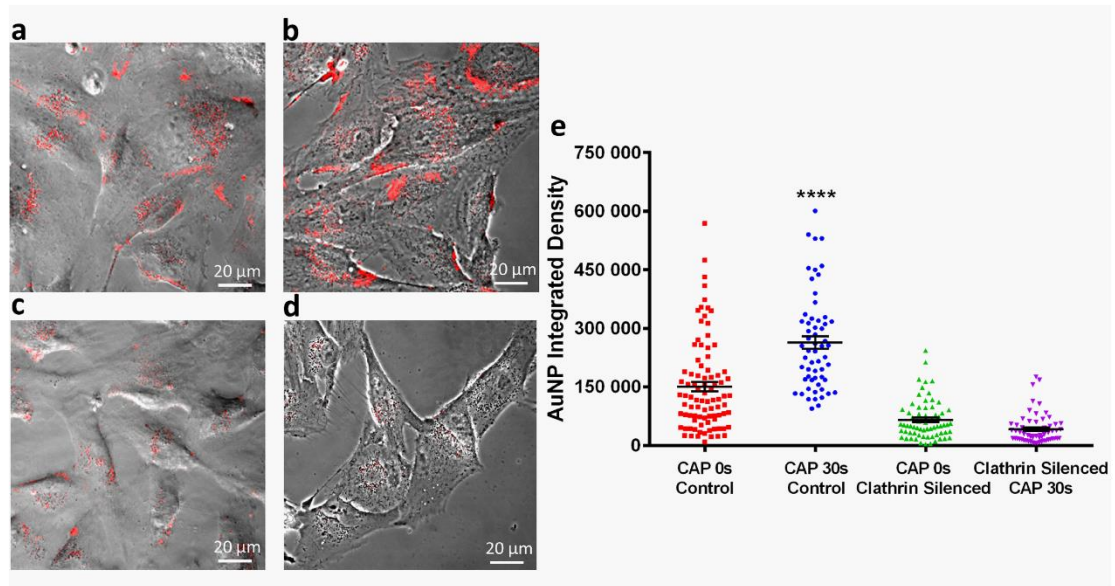 a
b
20 µm
20 µm
c
d
20 µm
20 µm
e
AuNP Integrated Density
750 000
600 000
450 000
300 000
150 000
0
****
CAP 0s
Control
CAP 30s
Control
CAP 0s
Clathrin Silenced
Clathrin Silenced
CAP 30s